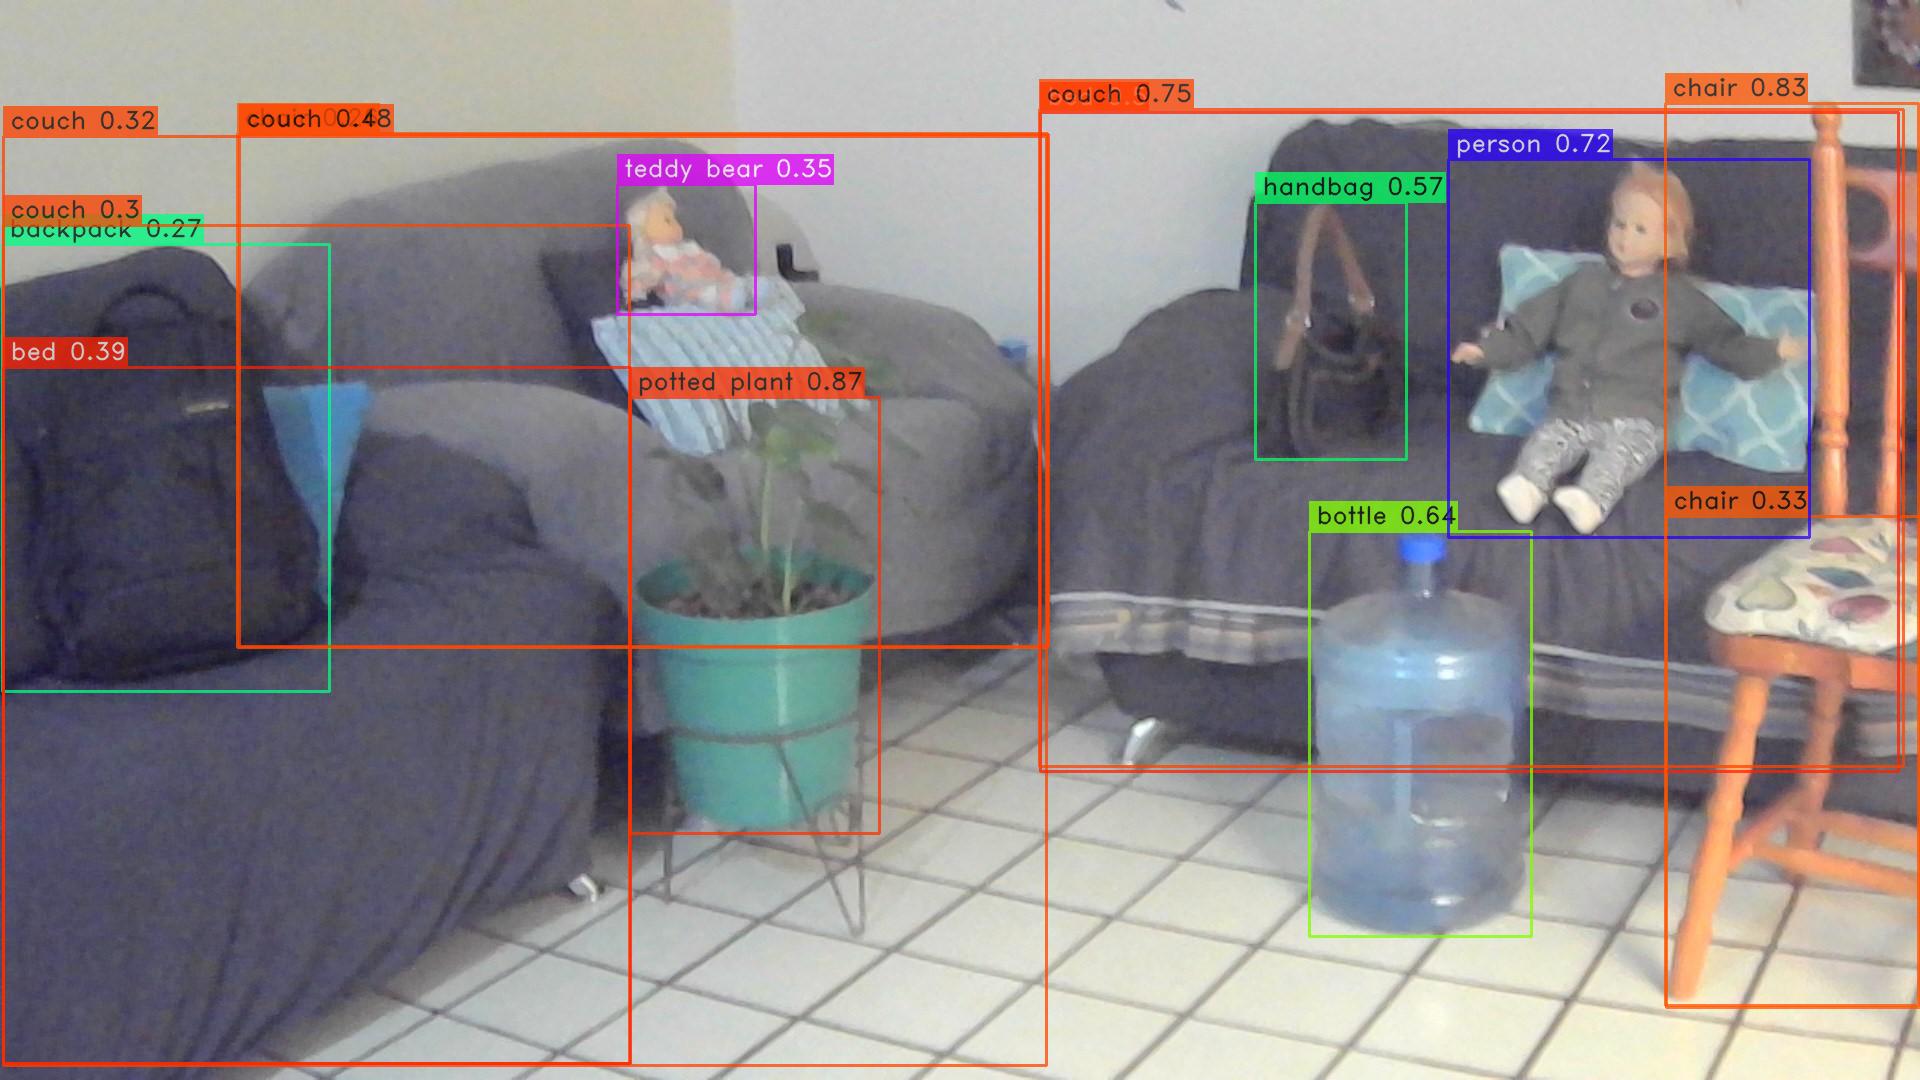 chair 0.83
couch 0.75
couch 0.32
couch 0.48
person 0.72
teddy bear 0.35
handbag 0.57
couch 0.3
backpack 0.27
bed 0.39
potted plant 0.87
chair 0.33
bottle 0.64